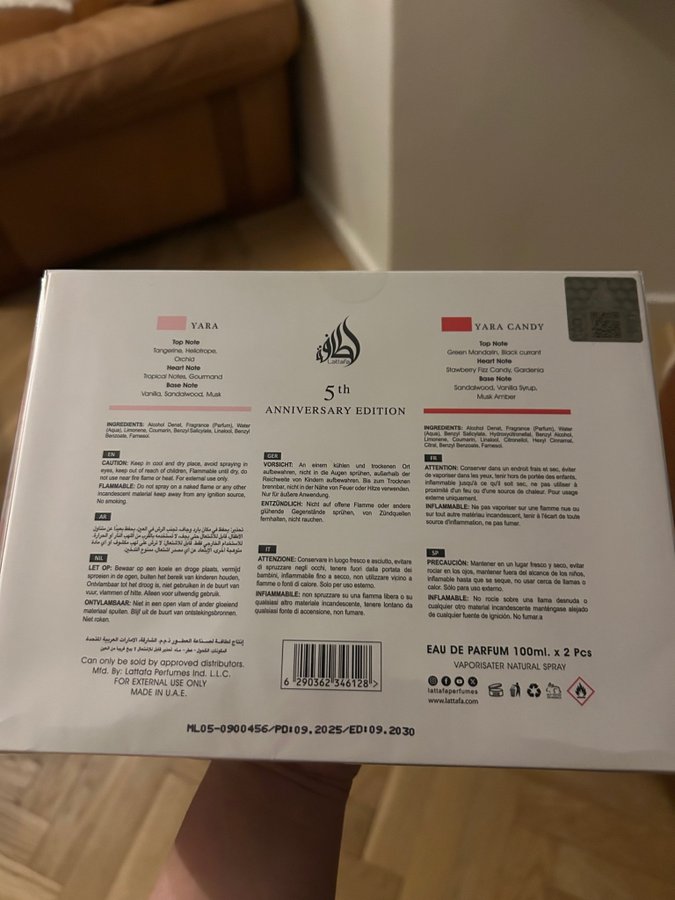 YARA
Top Note
Tangerine, Heliotrope,
Orchid
Heart Note
Tropical Notes, Gourmand
Base Note
Vanilla, Sandalwood, Musk
لطافة
Lattafa
5th
ANNIVERSARY EDITION
YARA CANDY
Top Note
Green Mandarin, Black currant
Heart Note
Stawberry Fizz Candy, Gardenia
Base Note
Sandalwood, Vanilla Syrup,
Musk Amber
INGREDIENTS: Alcohol Denat, Fragrance (Parfum), Water
(Aqua), Limonene, Coumarin, Benzyl Salicylate, Linalool, Benzyl
Benzoate, Farnesol.
INGREDIENTS: Alcohol Denat, Fragrance (Parfum), Water
(Aqua), Benzyl Salicylate, Hydroxycitronellal, Benzyl Alcohol,
Limonene, Coumarin, Linalool, Citronellol, Hexyl Cinnamal,
Citral, Benzyl Benzoate, Farnesol.
EN
CAUTION: Keep in cool and dry place, avoid spraying in
eyes, keep out of reach of children, Flammable until dry, do
not use near fire flame or heat. For external use only.
FLAMMABLE: Do not spray on a naked flame or any other
incandescent material keep away from any ignition source,
No smoking.
AR
NIL
LET OP: Bewaar op een koele en droge plaats, vermijd
sproeien in de ogen, buiten het bereik van kinderen houden,
Ontvlambaar tot het droog is, niet gebruiken in de buurt van
vuur, vlammen of hitte. Alleen voor uitwendig gebruik.
ONTVLAMBAAR: Niet in een open vlam of ander gloeiend
materiaal spuiten. Blijf uit de buurt van ontstekingsbronnen.
Niet roken.
GER
VORSICHT: An einem kühlen und trockenen Ort
aufbewahren, nicht in die Augen sprühen, außerhalb der
Reichweite von Kindern aufbewahren. Bis zum Trocknen
brennbar, nicht in der Nähe von Feuer oder Hitze verwenden.
Nur für äußere Anwendung.
ENTZÜNDLICH: Nicht auf offene Flamme oder andere
glühende Gegenstände sprühen, von Zündquellen
fernhalten, nicht rauchen.
IT
ATTENZIONE: Conservare in luogo fresco e asciutto, evitare
di spruzzare negli occhi, tenere fuori dalla portata dei
bambini, infiammabile fino a secco, non utilizzare vicino a
fiamme o fonti di calore. Solo per uso esterno.
INFIAMMABILE: non spruzzare su una fiamma libera o su
qualsiasi altro materiale incandescente, tenere lontano da
qualsiasi fonte di accensione, non fumare.
FR
ATTENTION: Conserver dans un endroit frais et sec, éviter
de vaporiser dans les yeux, tenir hors de portée des enfants,
inflammable jusqu'à ce qu'il soit sec, ne pas utiliser à
proximité d'un feu ou d'une source de chaleur. Pour usage
externe uniquement.
INFLAMMABLE: Ne pas vaporiser sur une flamme nue ou
sur tout autre matériau incandescent, tenir à l'écart de toute
source d'inflammation, ne pas fumer.
SP
PRECAUCIÓN: Mantener en un lugar fresco y seco, evitar
rociar en los ojos, mantener fuera del alcance de los niños,
inflamable hasta que se seque, no usar cerca de llamas o
calor. Sólo para uso externo.
INFLAMABLE: No rocíe sobre una llama desnuda o
cualquier otro material incandescente manténgase alejado
de cualquier fuente de ignición. No fumar.a
إنتاج لطافة لصناعة العطور ذ.م.م. الشارقة، الإمارات العربية المتحدة
Can only be sold by approved distributors.
Mfd. By: Lattafa Perfumes Ind. L.L.C.
FOR EXTERNAL USE ONLY
MADE IN U.A.E.
6 290362 346128 >
EAU DE PARFUM 100ml. x 2 Pcs
VAPORISATER NATURAL SPRAY
lattafaperfumes
www.lattafa.com
ML05-0900456/PD:09.2025/ED:09.2030